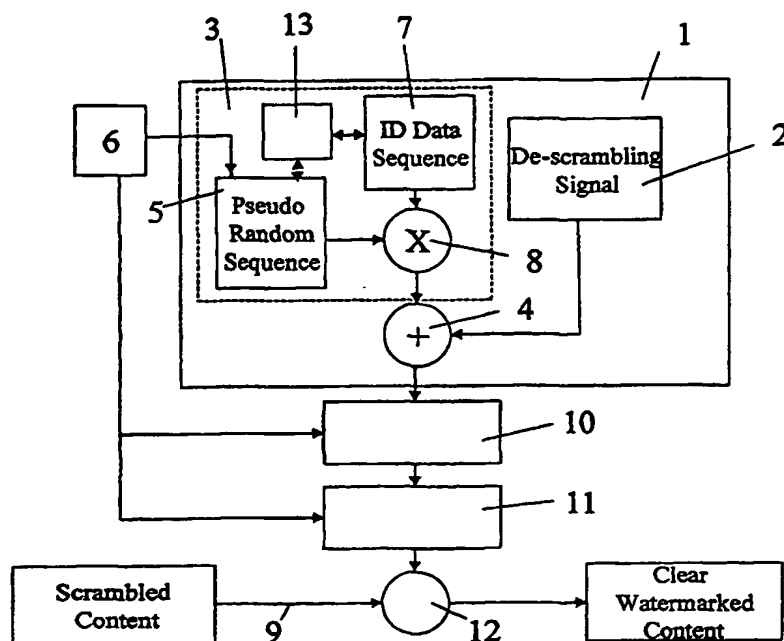 3
13
7
1
6
ID Data
Sequence
De-scrambling
Signal
2
5
Pseudo
Random
Sequence
X
8
4
+
10
11
Scrambled
Content
9
12
Clear
Watermarked
Content